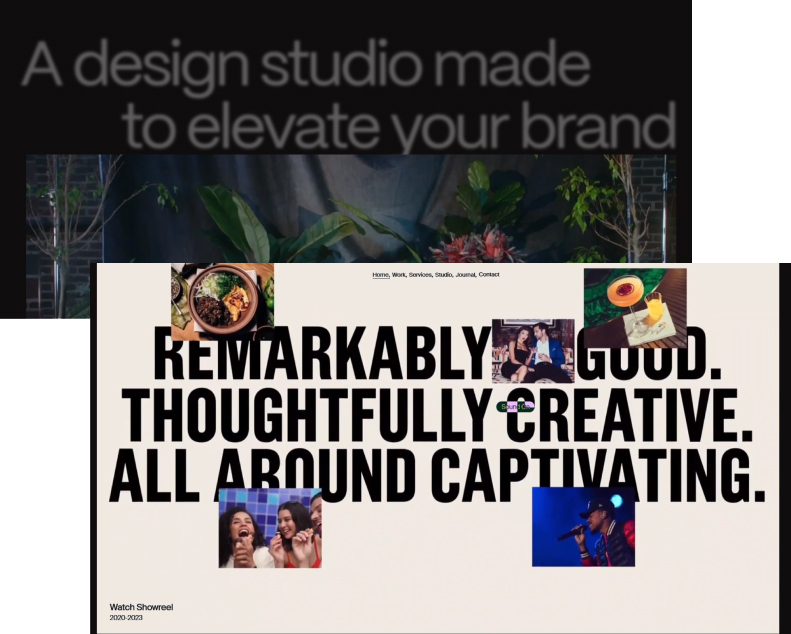 A design studio made
to elevate your brand
Home, Work, Services, Studio, Journal, Contact
REMARKABLY GOOD.
THOUGHTFULLY CREATIVE.
ALL AROUND CAPTIVATING.
Watch Showreel
2020-2023